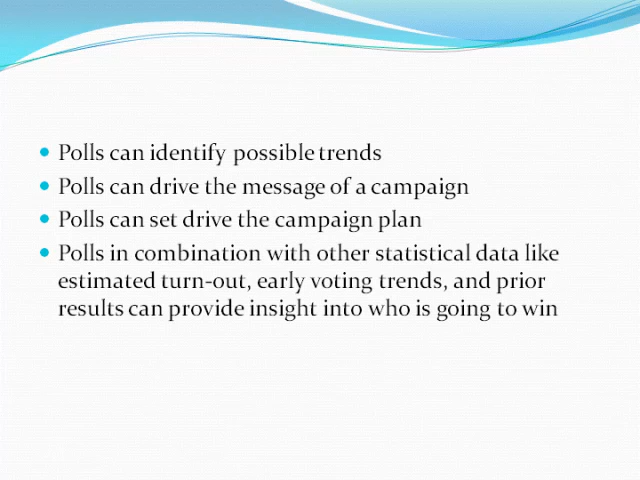 • Polls can identify possible trends
• Polls can drive the message of a campaign
• Polls can set drive the campaign plan
• Polls in combination with other statistical data like
estimated turn-out, early voting trends, and prior
results can provide insight into who is going to win